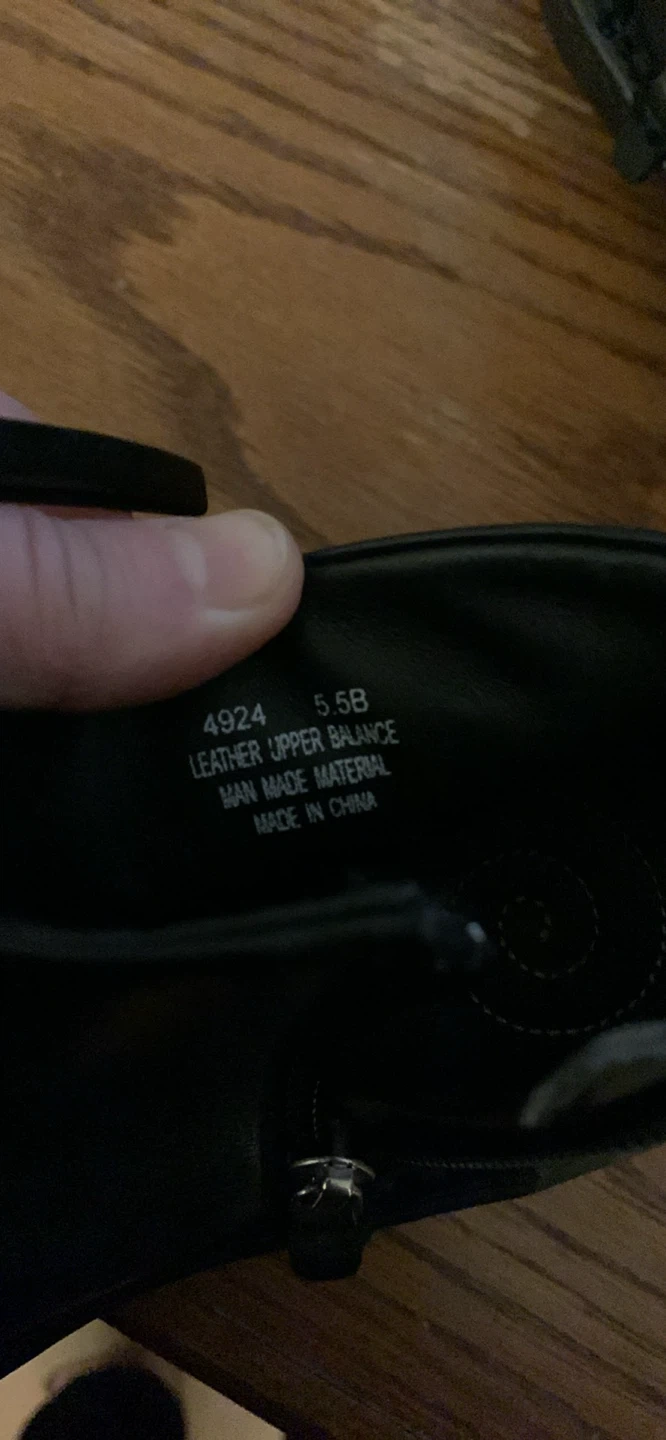 4924 5.5B
LEATHER UPPER BALANCE
MAN MADE MATERIAL
MADE IN CHINA